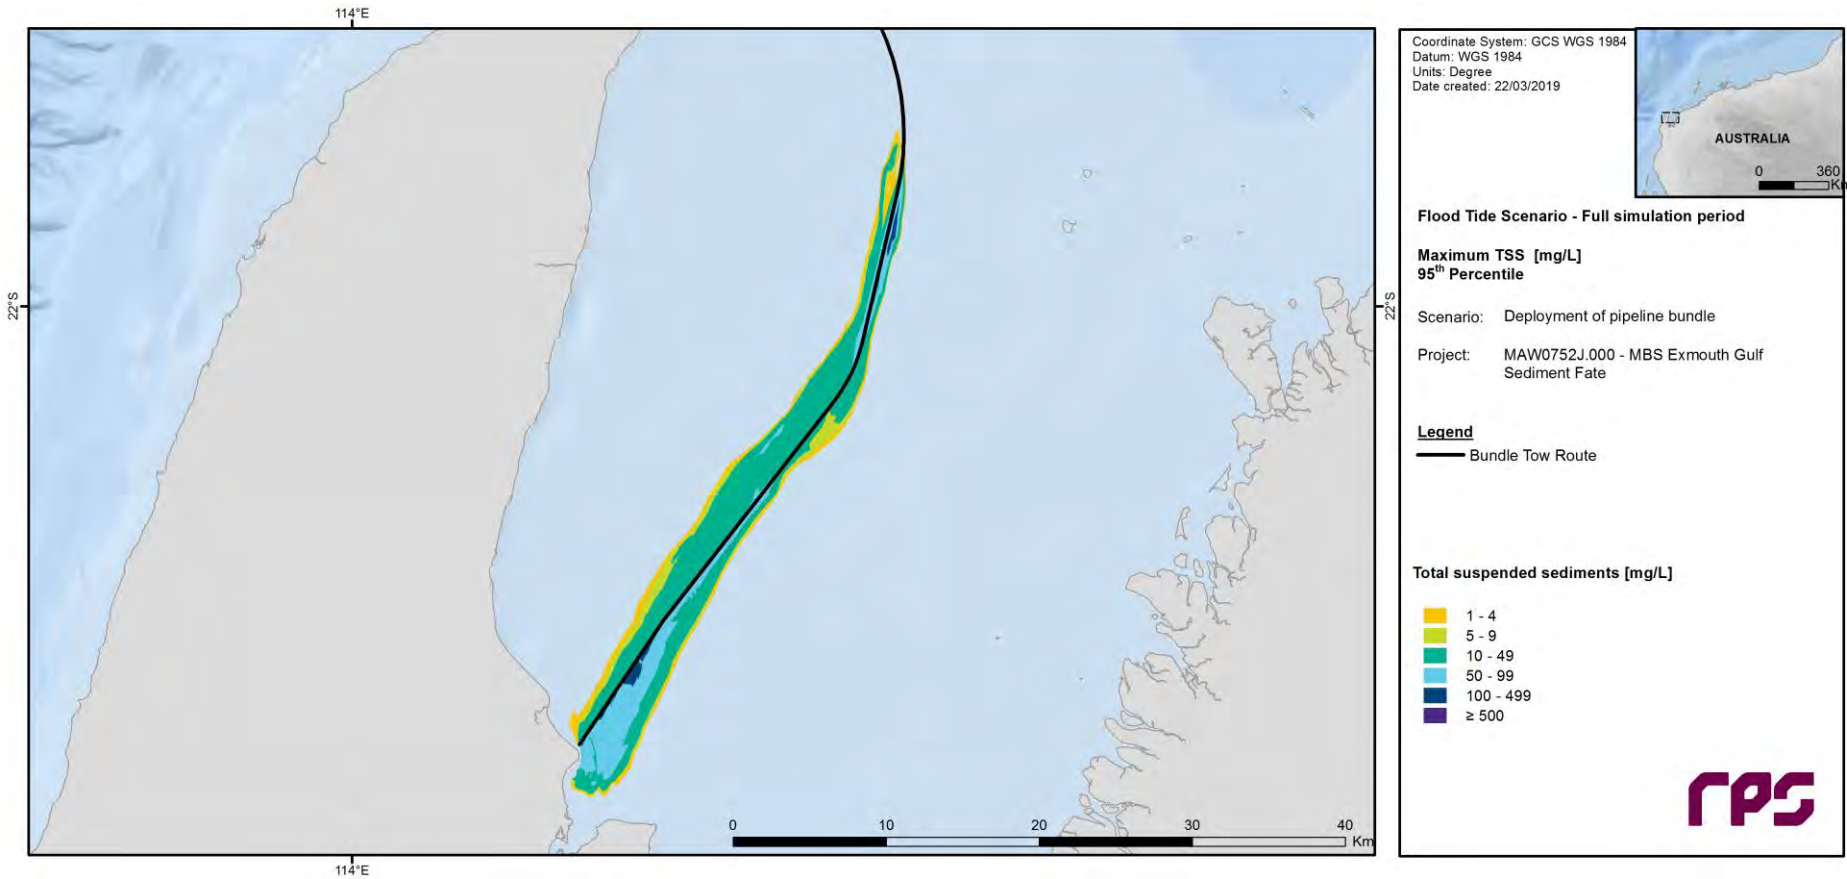 114°E
22°S
22°S
114°E
0 10 20 30 40 Km
Coordinate System: GCS WGS 1984
Datum: WGS 1984
Units: Degree
Date created: 22/03/2019
AUSTRALIA
0 360
Km
Flood Tide Scenario - Full simulation period
Maximum TSS [mg/L]
95th Percentile
Scenario: Deployment of pipeline bundle
Project: MAW0752J.000 - MBS Exmouth Gulf
Sediment Fate
Legend
Bundle Tow Route
Total suspended sediments [mg/L]
1 - 4
5 - 9
10 - 49
50 - 99
100 - 499
≥ 500
rps